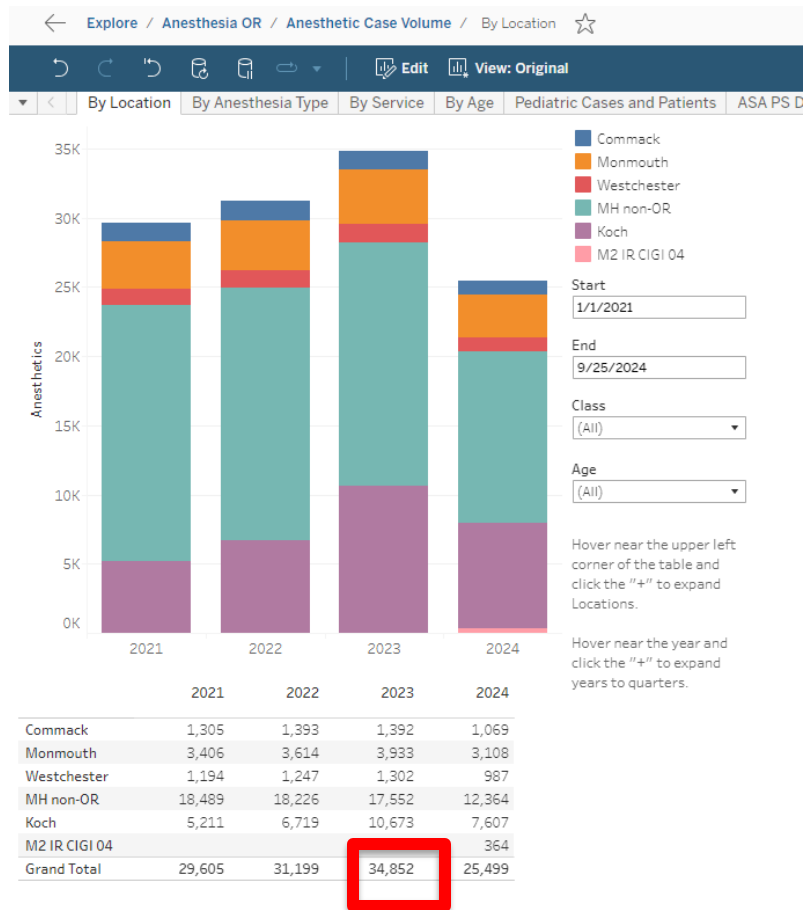 Explore / Anesthesia OR / Anesthetic Case Volume / By Location
Edit View: Original
By Location By Anesthesia Type By Service By Age Pediatric Cases and Patients ASA PS D
Anesthetics
35K
30K
25K
20K
15K
10K
5K
0K
2021 2022 2023 2024
Commack
Monmouth
Westchester
MH non-OR
Koch
M2 IR CIGI 04
Start
1/1/2021
End
9/25/2024
Class
(All)
Age
(All)
Hover near the upper left
corner of the table and
click the "+" to expand
Locations.
Hover near the year and
click the "+" to expand
years to quarters.
2021 2022 2023 2024
Commack 1,305 1,393 1,392 1,069
Monmouth 3,406 3,614 3,933 3,108
Westchester 1,194 1,247 1,302 987
MH non-OR 18,489 18,226 17,552 12,364
Koch 5,211 6,719 10,673 7,607
M2 IR CIGI 04 364
Grand Total 29,605 31,199 34,852 25,499